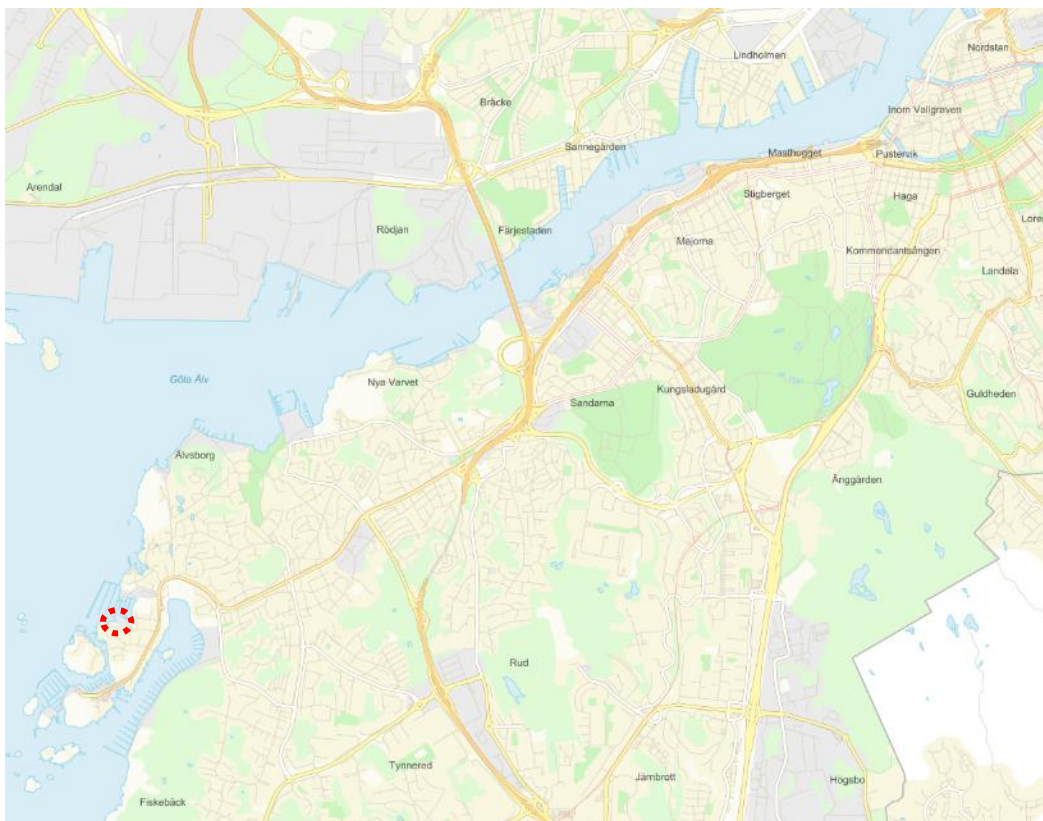 Nordstan
Lindholmen
Bräcke
Inom Vallgraven
Sannegården
Masthugget
Pustervik
Arendal
Stigberget
Haga
Rödjan
Färjestaden
Lore
Majorna
Kommendantsängen
Landala
Göta Älv
Nya Varvet
Kungsladugård
Guldheden
Sandarna
Älvsborg
Änggården
Rud
Tynnered
Järnbrott
Högsbo
Fiskebäck